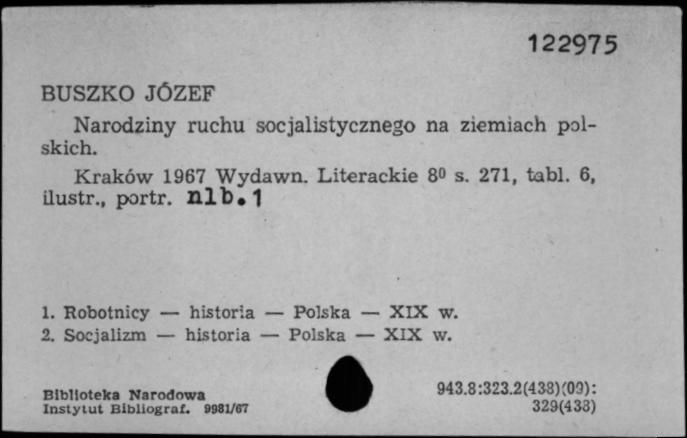 122975
BUSZKO JÓZEF
Narodziny ruchu socjalistycznego na ziemiach pol-
skich.
Kraków 1967 Wydawn. Literackie 8⁰ s. 271, tabl. 6,
ilustr., portr. nlb.1
1. Robotnicy — historia — Polska — XIX w.
2. Socjalizm — historia — Polska — XIX w.
Biblioteka Narodowa
Instytut Bibliograf. 9981/67
943.8:323.2(438)(09):
329(438)